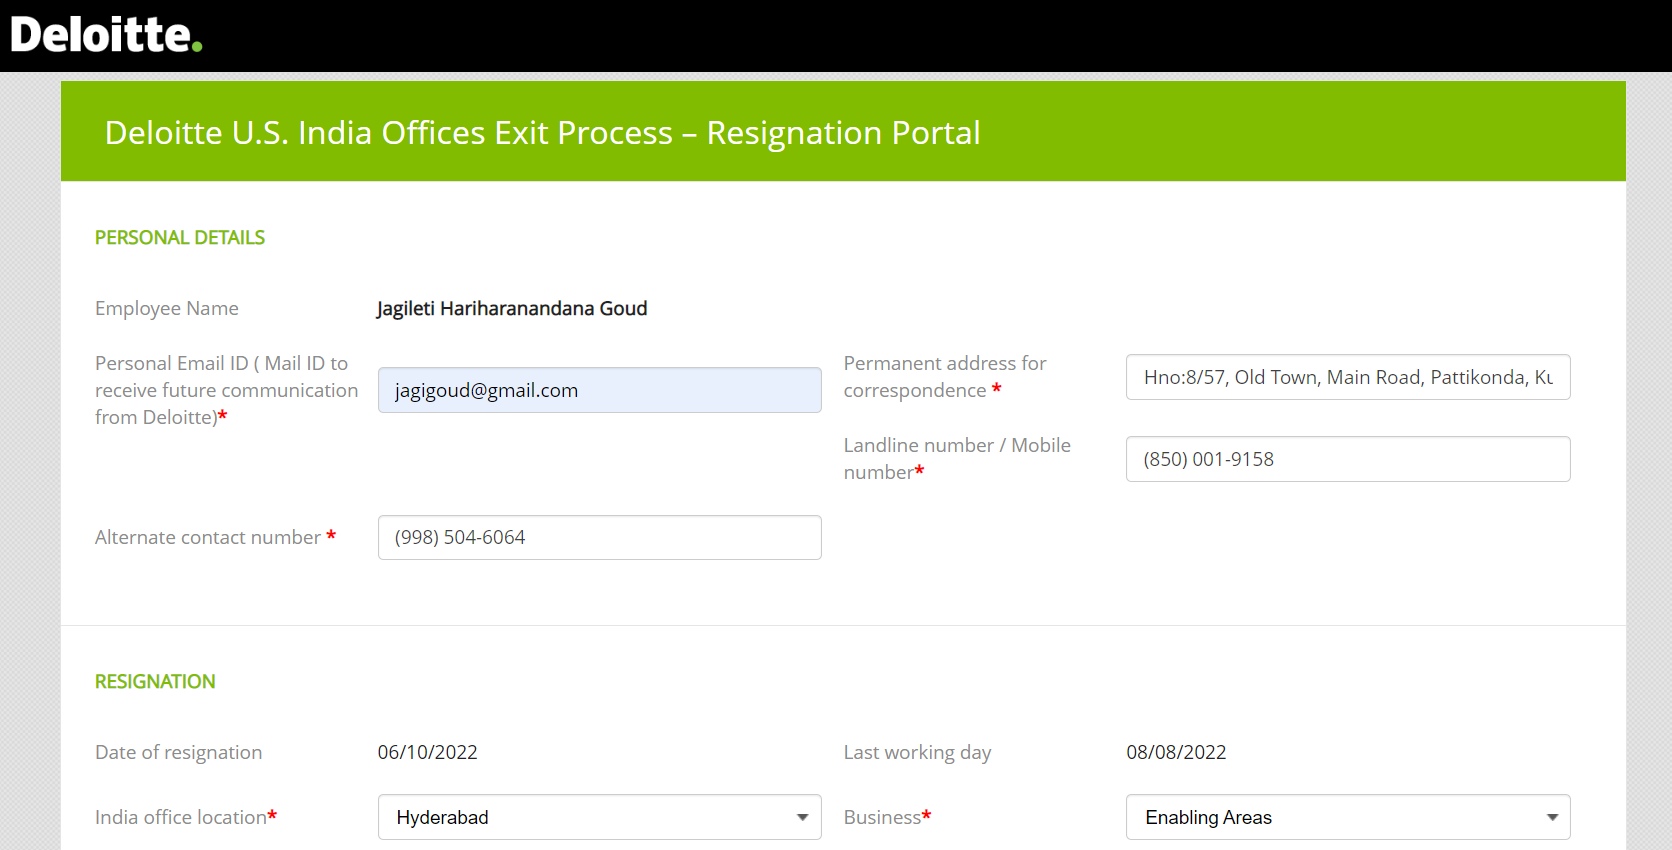 Deloitte.
Deloitte U.S. India Offices Exit Process – Resignation Portal
PERSONAL DETAILS
Employee Name
Jagileti Hariharanandana Goud
Personal Email ID ( Mail ID to
receive future communication
from Deloitte)*
jagigoud@gmail.com
Permanent address for
correspondence *
Hno:8/57, Old Town, Main Road, Pattikonda, Ku
Landline number / Mobile
number*
(850) 001-9158
Alternate contact number *
(998) 504-6064
RESIGNATION
Date of resignation
06/10/2022
Last working day
08/08/2022
India office location*
Hyderabad
Business*
Enabling Areas